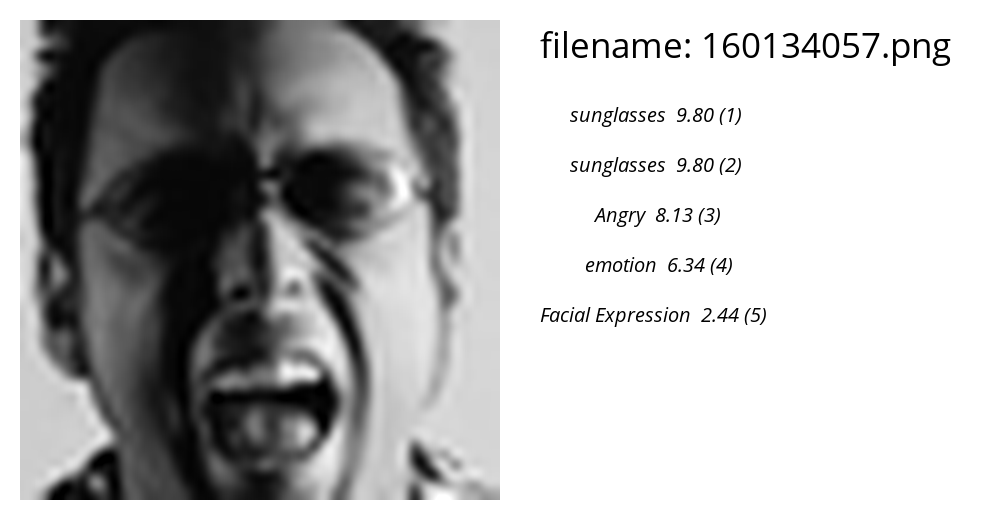 filename: 160134057.png
sunglasses 9.80 (1)
sunglasses 9.80 (2)
Angry 8.13 (3)
emotion 6.34 (4)
Facial Expression 2.44 (5)